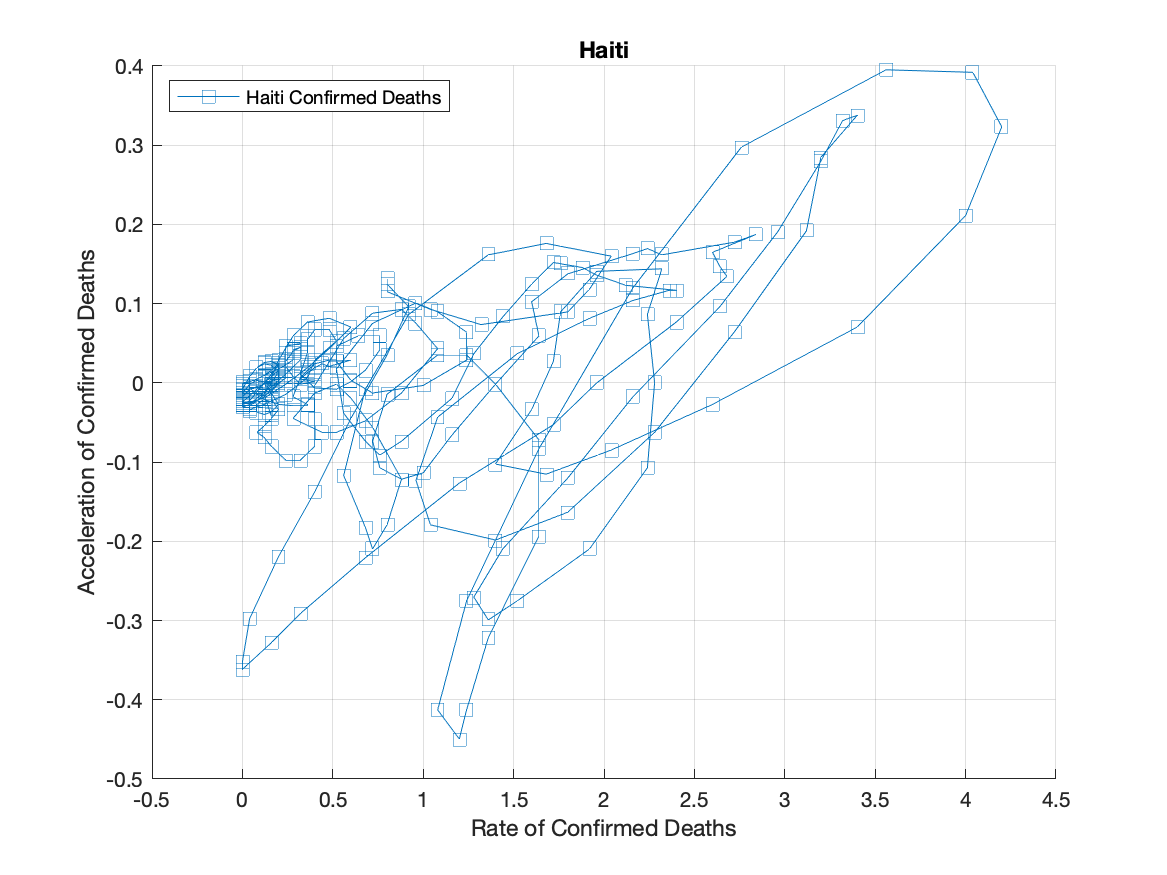 Haiti
Haiti Confirmed Deaths
0.4
0.3
0.2
0.1
0
-0.1
-0.2
-0.3
-0.4
-0.5
Acceleration of Confirmed Deaths
-0.5 0 0.5 1 1.5 2 2.5 3 3.5 4 4.5
Rate of Confirmed Deaths